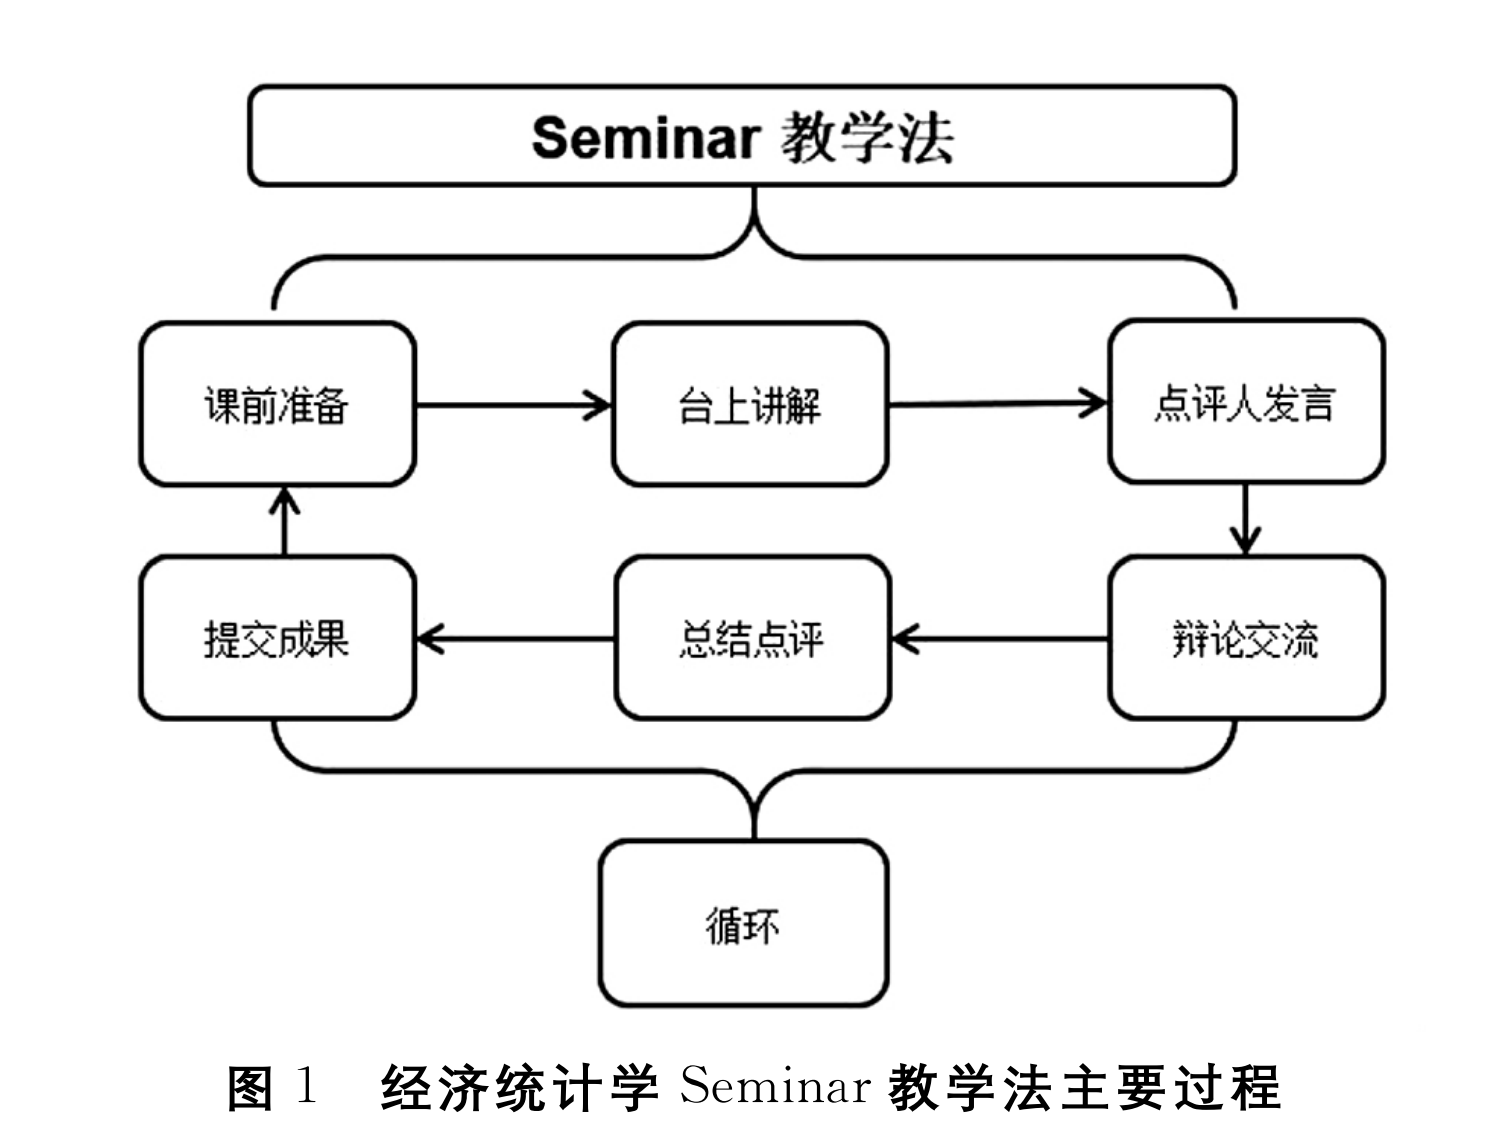 Seminar 教学法
课前准备
台上讲解
点评人发言
提交成果
总结点评
辩论交流
循环
图 1 经济统计学 Seminar 教学法主要过程